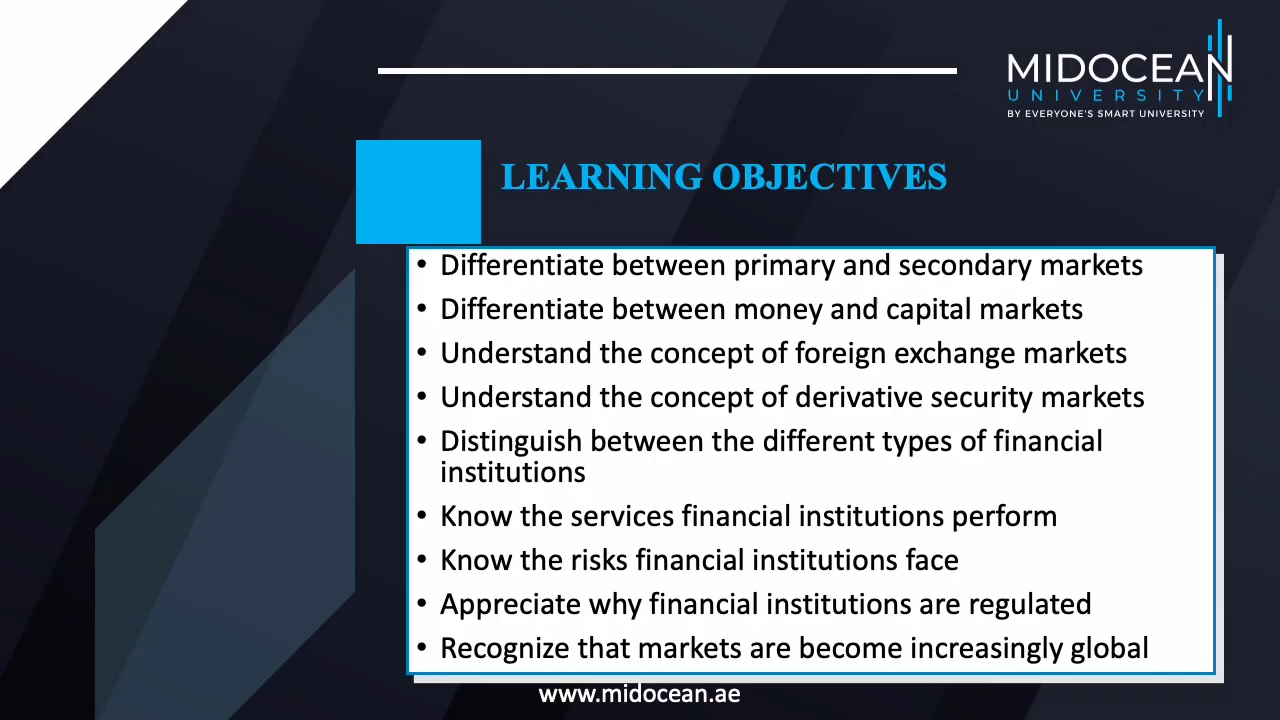 MIDOCEAN
UNIVERSITY
BY EVERYONE'S SMART UNIVERSITY
LEARNING OBJECTIVES
• Differentiate between primary and secondary markets
• Differentiate between money and capital markets
• Understand the concept of foreign exchange markets
• Understand the concept of derivative security markets
• Distinguish between the different types of financial
institutions
• Know the services financial institutions perform
• Know the risks financial institutions face
• Appreciate why financial institutions are regulated
• Recognize that markets are become increasingly global
www.midocean.ae